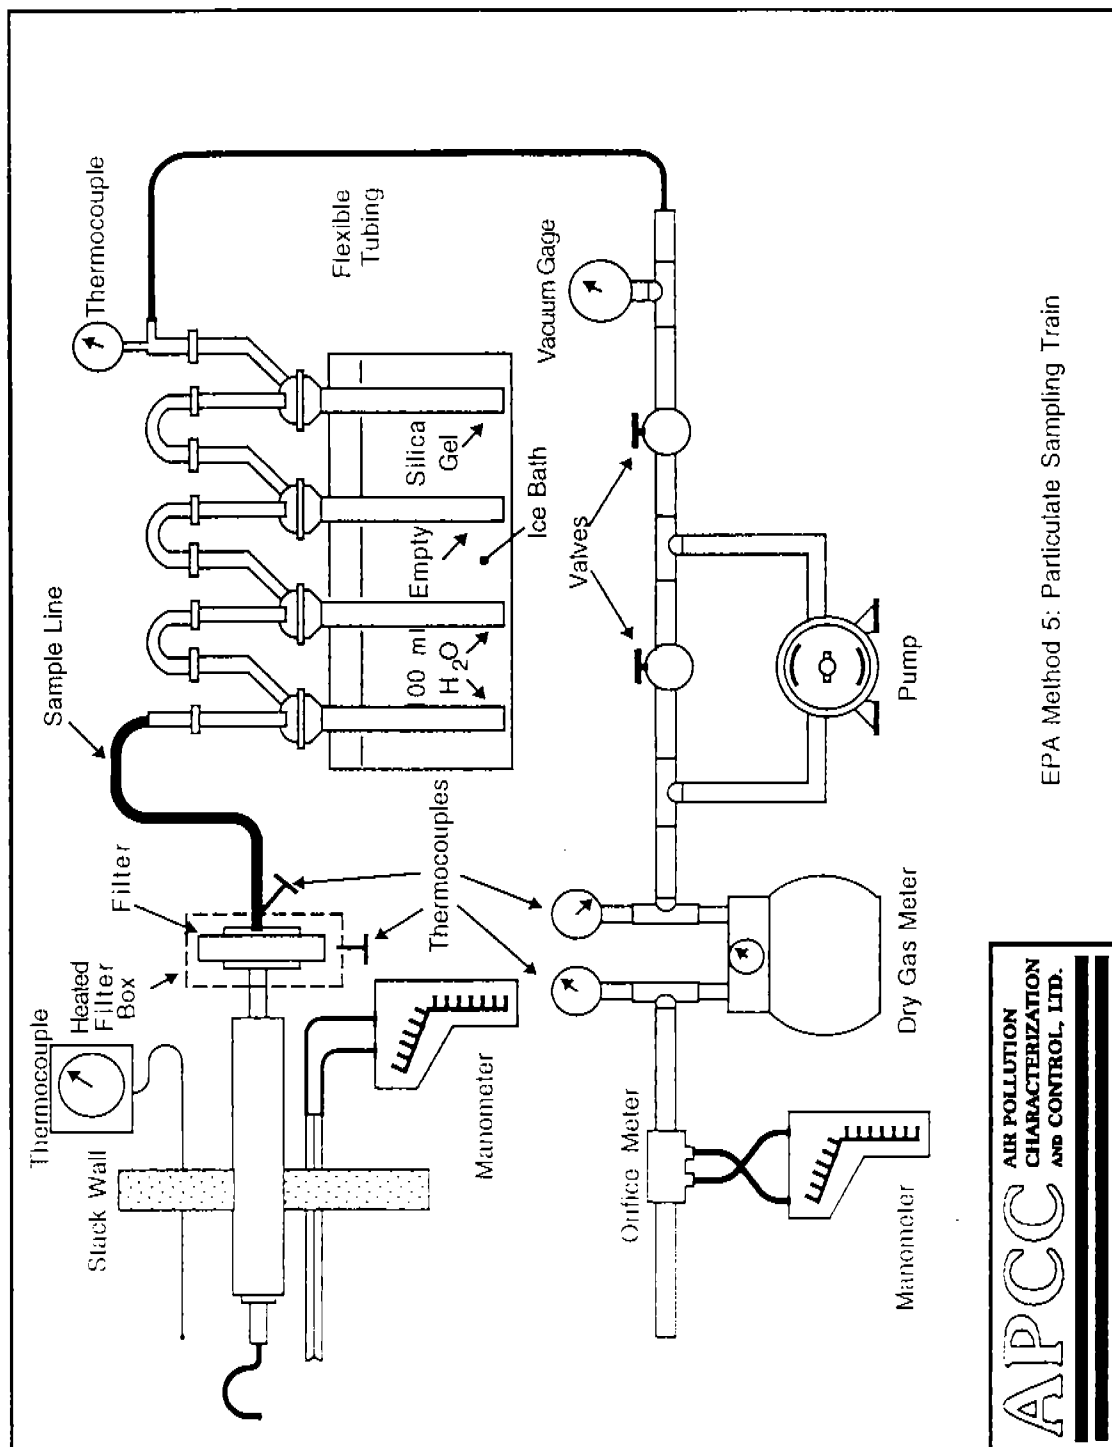 Thermocouple
Stack Wall
Heated
Filter
Box
Filter
Sample Line
Thermocouple
Flexible
Tubing
00 ml
H2O
Empty
Silica
Gel
Ice Bath
Thermocouples
Manometer
Vacuum Gage
Valves
Pump
Dry Gas Meter
Orifice Meter
Manometer
EPA Method 5: Particulate Sampling Train
APCC
AIR POLLUTION
CHARACTERIZATION
AND CONTROL, LTD.